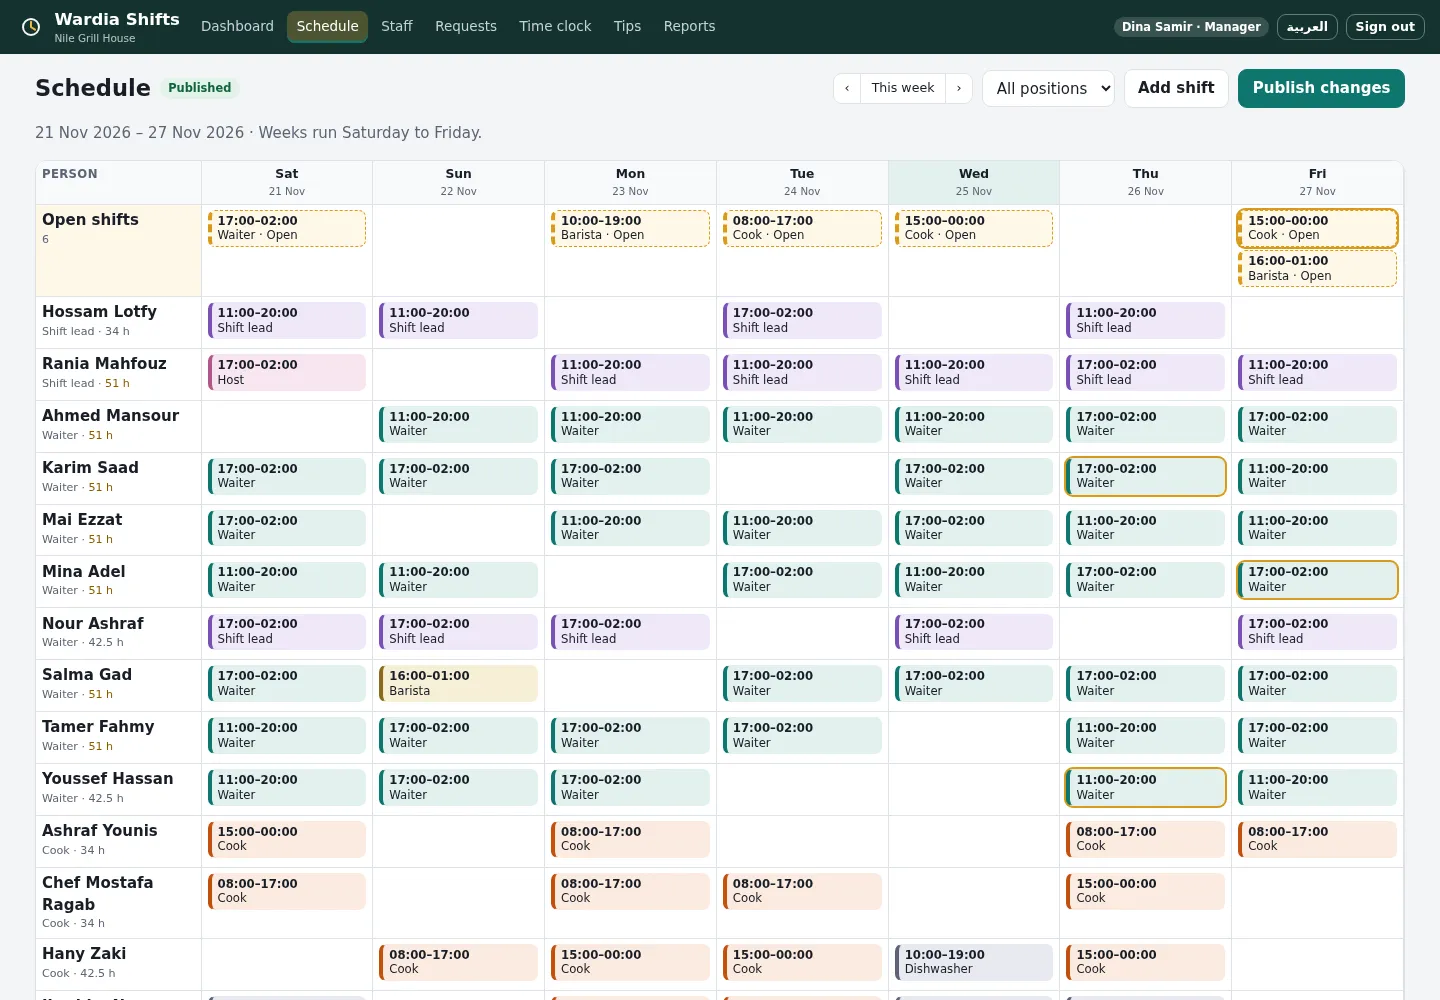 Wardia Shifts
Nile Grill House
Dashboard
Schedule
Staff
Requests
Time clock
Tips
Reports
Dina Samir · Manager
العربية
Sign out
Schedule
Published
‹
This week
›
All positions
Add shift
Publish changes
21 Nov 2026 – 27 Nov 2026 · Weeks run Saturday to Friday.
PERSON
Sat
21 Nov
Sun
22 Nov
Mon
23 Nov
Tue
24 Nov
Wed
25 Nov
Thu
26 Nov
Fri
27 Nov
Open shifts
6
17:00–02:00
Waiter · Open
10:00–19:00
Barista · Open
08:00–17:00
Cook · Open
15:00–00:00
Cook · Open
15:00–00:00
Cook · Open
16:00–01:00
Barista · Open
Hossam Lotfy
Shift lead · 34 h
11:00–20:00
Shift lead
11:00–20:00
Shift lead
17:00–02:00
Shift lead
11:00–20:00
Shift lead
Rania Mahfouz
Shift lead · 51 h
17:00–02:00
Host
11:00–20:00
Shift lead
11:00–20:00
Shift lead
11:00–20:00
Shift lead
17:00–02:00
Shift lead
11:00–20:00
Shift lead
Ahmed Mansour
Waiter · 51 h
11:00–20:00
Waiter
11:00–20:00
Waiter
11:00–20:00
Waiter
11:00–20:00
Waiter
17:00–02:00
Waiter
17:00–02:00
Waiter
Karim Saad
Waiter · 51 h
17:00–02:00
Waiter
17:00–02:00
Waiter
17:00–02:00
Waiter
17:00–02:00
Waiter
17:00–02:00
Waiter
11:00–20:00
Waiter
Mai Ezzat
Waiter · 51 h
17:00–02:00
Waiter
11:00–20:00
Waiter
11:00–20:00
Waiter
17:00–02:00
Waiter
11:00–20:00
Waiter
11:00–20:00
Waiter
Mina Adel
Waiter · 51 h
11:00–20:00
Waiter
11:00–20:00
Waiter
17:00–02:00
Waiter
11:00–20:00
Waiter
17:00–02:00
Waiter
17:00–02:00
Waiter
Nour Ashraf
Waiter · 42.5 h
17:00–02:00
Shift lead
17:00–02:00
Shift lead
17:00–02:00
Shift lead
17:00–02:00
Shift lead
17:00–02:00
Shift lead
Salma Gad
Waiter · 51 h
17:00–02:00
Waiter
16:00–01:00
Barista
17:00–02:00
Waiter
17:00–02:00
Waiter
17:00–02:00
Waiter
17:00–02:00
Waiter
Tamer Fahmy
Waiter · 51 h
11:00–20:00
Waiter
17:00–02:00
Waiter
17:00–02:00
Waiter
17:00–02:00
Waiter
11:00–20:00
Waiter
17:00–02:00
Waiter
Youssef Hassan
Waiter · 42.5 h
11:00–20:00
Waiter
17:00–02:00
Waiter
17:00–02:00
Waiter
11:00–20:00
Waiter
11:00–20:00
Waiter
Ashraf Younis
Cook · 34 h
15:00–00:00
Cook
08:00–17:00
Cook
08:00–17:00
Cook
08:00–17:00
Cook
Chef Mostafa
Ragab
Cook · 34 h
08:00–17:00
Cook
08:00–17:00
Cook
08:00–17:00
Cook
15:00–00:00
Cook
Hany Zaki
Cook · 42.5 h
08:00–17:00
Cook
15:00–00:00
Cook
15:00–00:00
Cook
10:00–19:00
Dishwasher
15:00–00:00
Cook